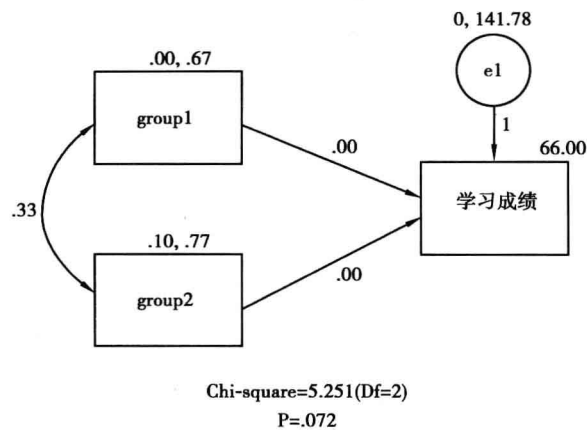 0, 141.78
e1
.00, .67
group1
1
66.00
.00
学习成绩
.33
.10, .77
group2
.00
Chi-square=5.251(Df=2)
P=.072